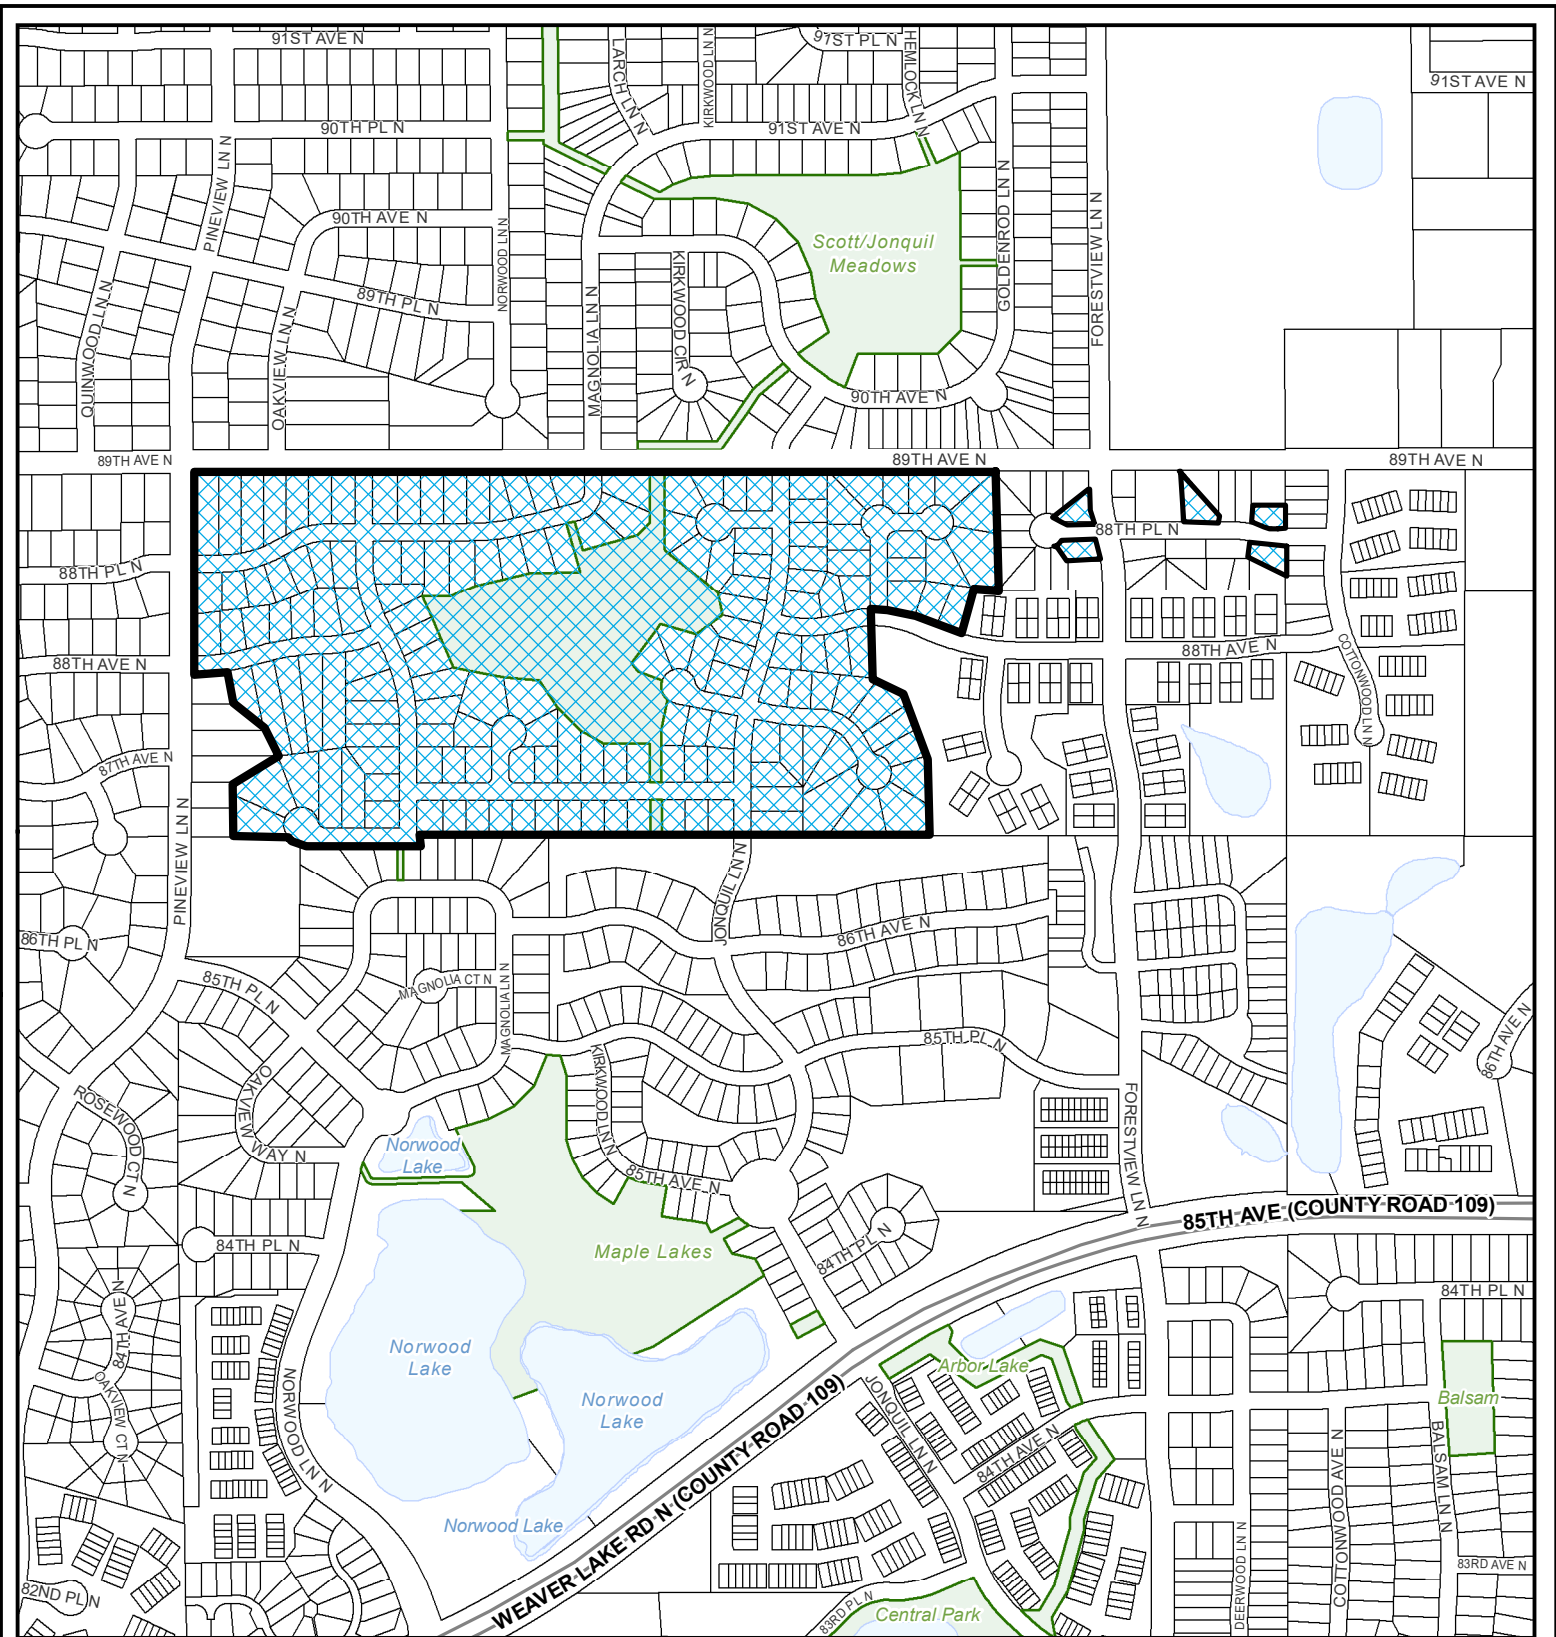 91ST AVE N
LARCH LN N
KIRKWOOD LN N
97ST PL N
HEMLOCK LN N
91ST AVE N
90TH PL N
91ST AVE N
PINEVIEW LN N
90TH AVE N
NORWOOD LN N
Scott/Jonquil
Meadows
GOLDENROD LN N
FORESTVIEW LN N
QUINWOOD LN N
89TH PL N
OAKVIEW LN N
MAGNOLIA LN N
KIRKWOOD CR N
90TH AVE N
89TH AVE N
89TH AVE N
89TH AVE N
88TH PL N
88TH PL N
88TH AVE N
88TH AVE N
COTTONWOOD LN N
87TH AVE N
PINEVIEW LN N
JONQUIL LN N
86TH AVE N
86TH PL N
85TH PL N
MAGNOLIA CT N
MAGNOLIA LN N
85TH PL N
86TH AVE N
ROSEWOOD CT N
OAKVIEW WAY N
KIRKWOOD LN N
FORESTVIEW LN N
Norwood
Lake
85TH AVE N
85TH AVE (COUNTY ROAD 109)
84TH PL N
Maple Lakes
84TH PL N
84TH PL N
84TH AVE N
Norwood
Lake
Arbor Lake
OAKVIEW CT N
NORWOOD LN N
Norwood
Lake
JONQUIL LN N
Balsam
84TH AVE N
BALSAM LN N
COTTONWOOD AVE N
Norwood Lake
WEAVER LAKE RD N (COUNTY ROAD 109)
DEERWOOD LN N
83RD AVE N
82ND PL N
83RD PL N
Central Park